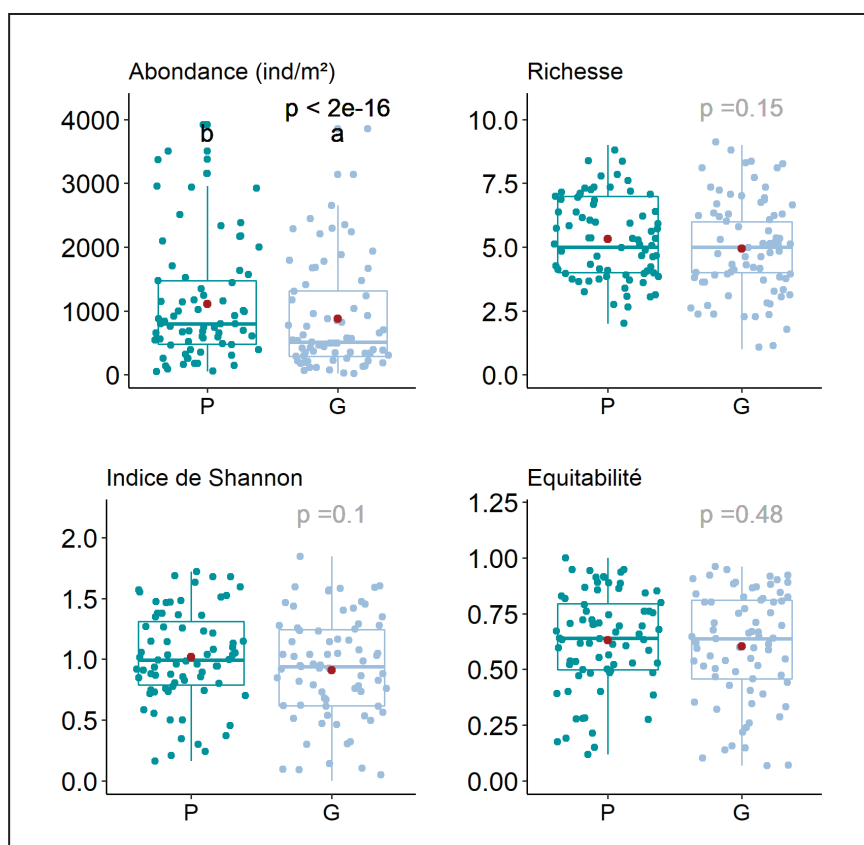 Abondance (ind/m²)
p < 2e-16
b
a
4000
3000
2000
1000
0
P
G
Richesse
p =0.15
10.0
7.5
5.0
2.5
0.0
P
G
Indice de Shannon
p =0.1
2.0
1.5
1.0
0.5
0.0
P
G
Equitabilité
p =0.48
1.25
1.00
0.75
0.50
0.25
0.00
P
G